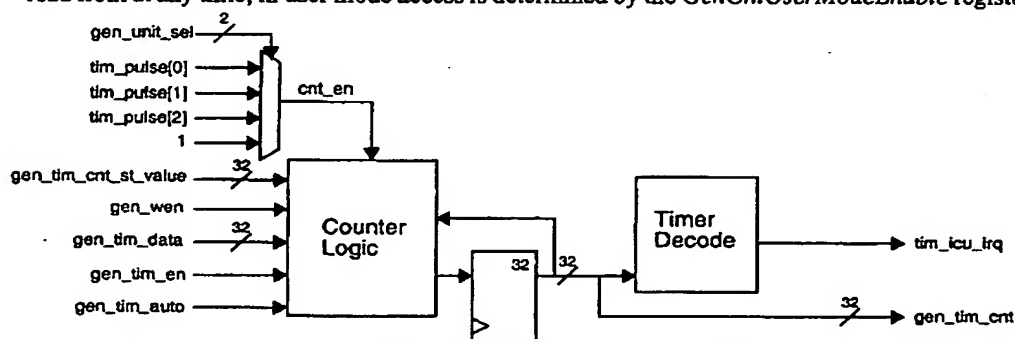 gen_unit_sel
2
tim_pulse[0]
tim_pulse[1]
tim_pulse[2]
1
cnt_en
gen_tim_cnt_st_value
32
gen_wen
gen_tim_data
32
gen_tim_en
gen_tim_auto
Counter
Logic
32
32
Timer
Decode
tim_icu_irq
32
gen_tim_cnt